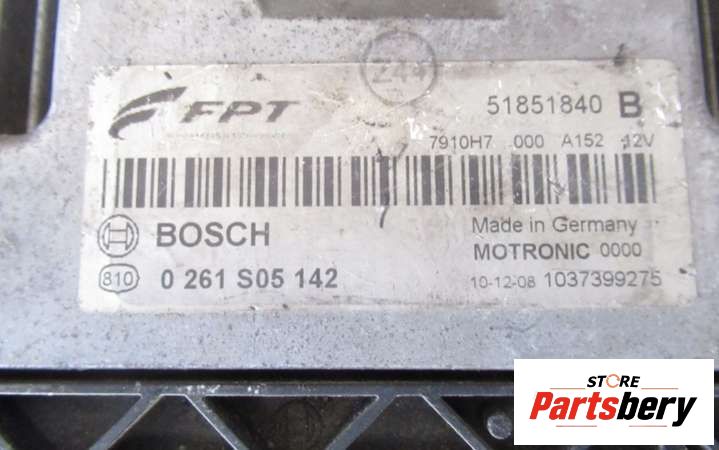 244
FPT
51851840 B
7910H7 000 A152 12V
BOSCH
Made in Germany
MOTRONIC 0000
810
0 261 S05 142
10-12-08 1037399275
STORE
Partsbery